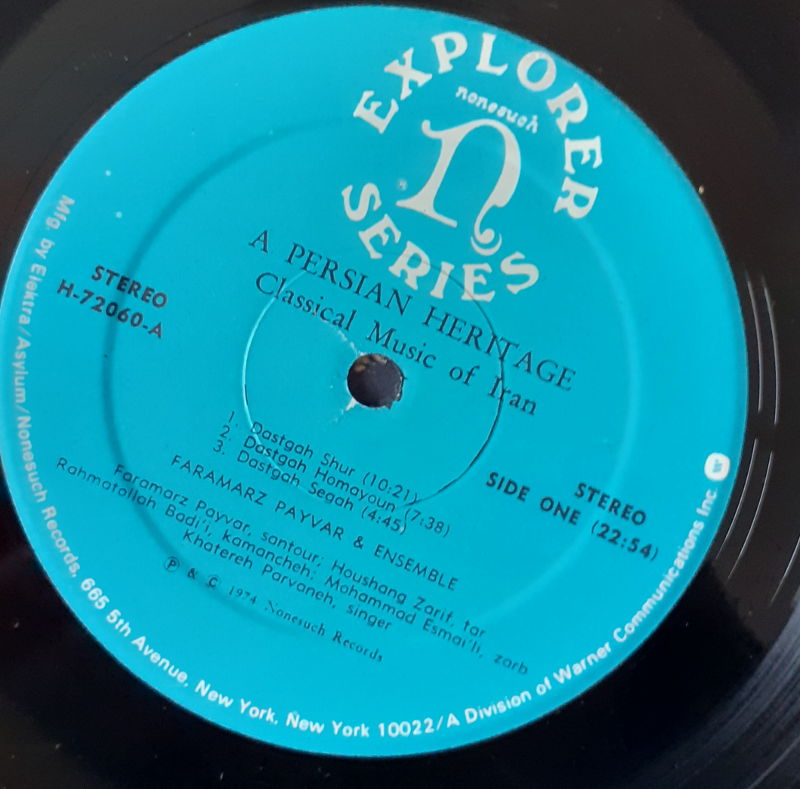 EXPLORER
nonesuch
n
SERIES
A PERSIAN HERITAGE
Classical Music of Iran
STEREO
H-72060-A
STEREO
SIDE ONE (22:54)
1. Dastgah Shur (10:21)
2. Dastgah Homayoun (7:38)
3. Dastgah Segah (4:45)
FARAMARZ PAYVAR & ENSEMBLE
Faramarz Payvar, santour; Houshang Zarif, tar
Rahmatollah Badi'i, kamancheh; Mohammad Esmai'li, zarb
Khatereh Parvaneh, singer
Ⓟ & © 1974 Nonesuch Records
Mfg. by Elektra/Asylum/Nonesuch Records, 665 5th Avenue, New York, New York 10022/A Division of Warner Communications Inc.